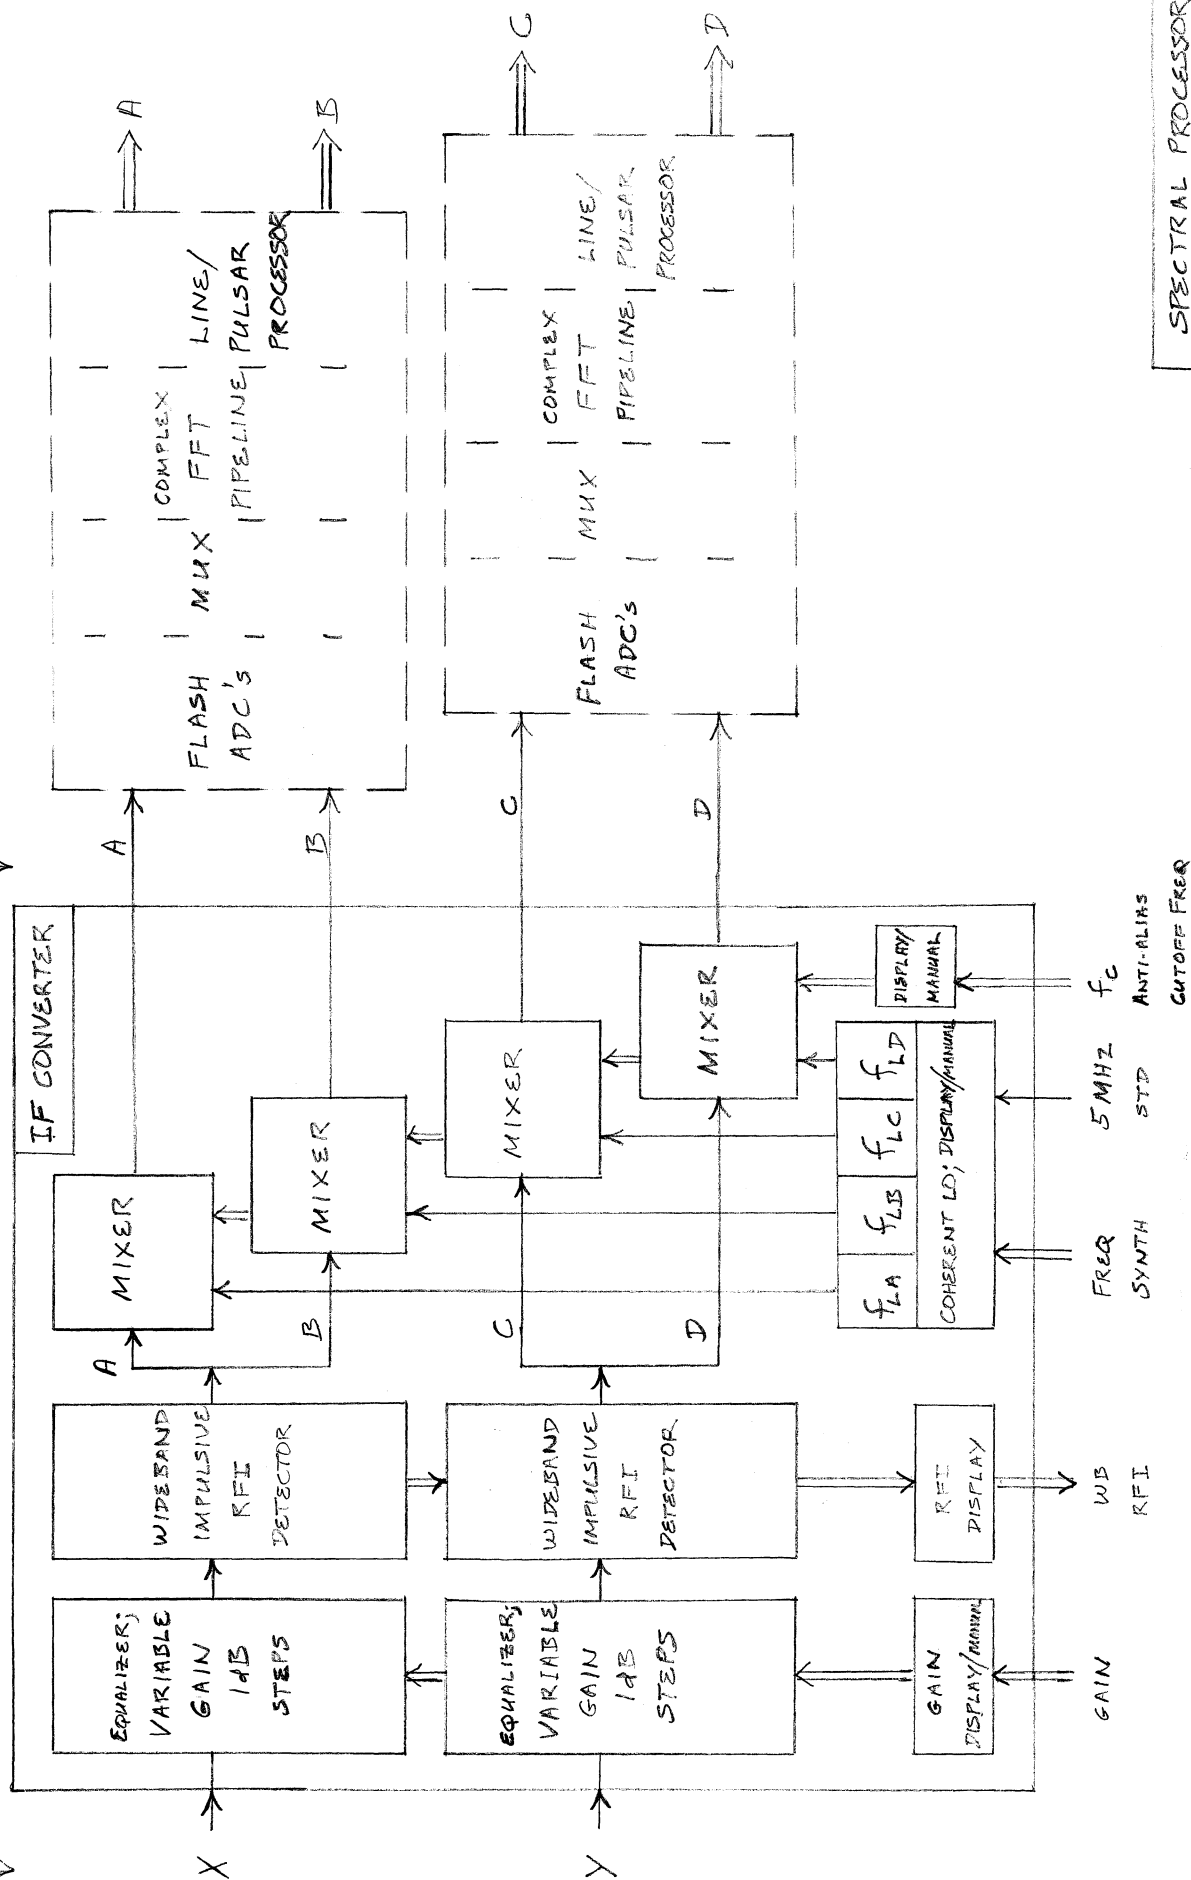 IF CONVERTER
X
EQUALIZER;
VARIABLE
GAIN
1dB
STEPS
WIDEBAND
IMPULSIVE
RFI
DETECTOR
A
B
MIXER
MIXER
A
B
FLASH
ADC's
MUX
COMPLEX
FFT
PIPELINE
LINE/
PULSAR
PROCESSOR
A
B
Y
EQUALIZER;
VARIABLE
GAIN
1dB
STEPS
WIDEBAND
IMPULSIVE
RFI
DETECTOR
C
D
MIXER
MIXER
C
D
FLASH
ADC's
MUX
COMPLEX
FFT
PIPELINE
LINE/
PULSAR
PROCESSOR
C
D
GAIN
DISPLAY/MANUAL
RFI
DISPLAY
fLA
fLB
fLC
fLD
COHERENT LO; DISPLAY/MANUAL
DISPLAY/
MANUAL
GAIN
WB
RFI
FREQ
SYNTH
5 MHZ
STD
fc
ANTI-ALIAS
CUTOFF FREQ
SPECTRAL PROCESSOR